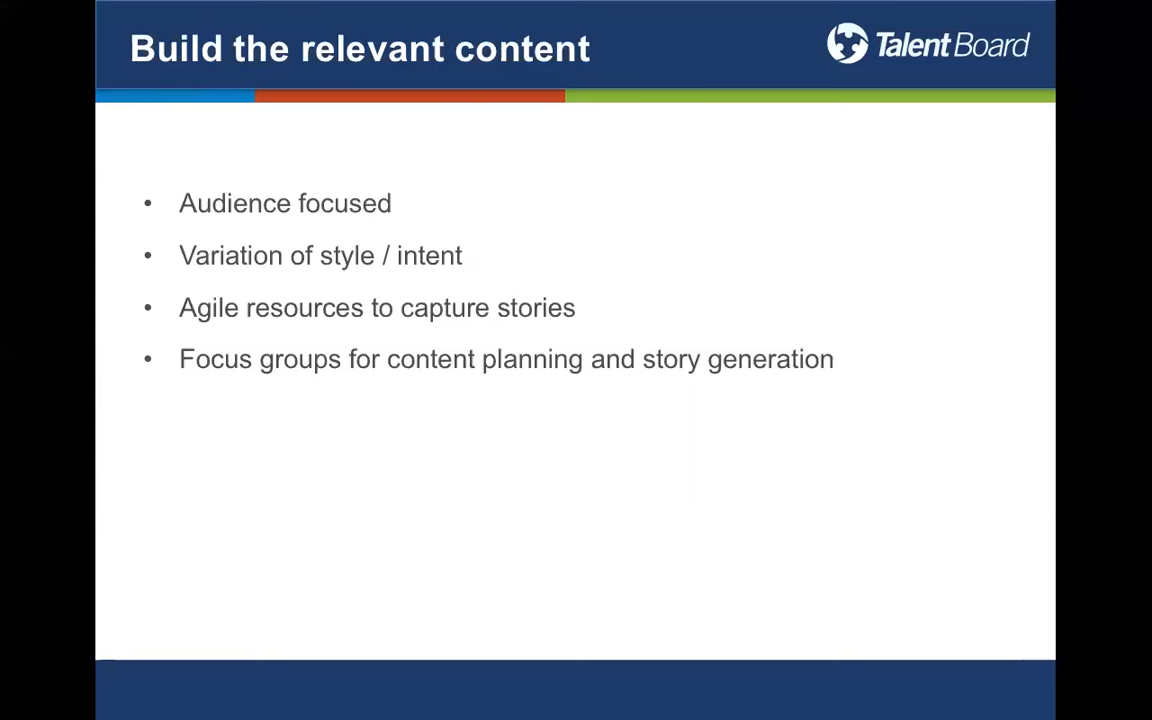 Build the relevant content
Talent Board
• Audience focused
• Variation of style / intent
• Agile resources to capture stories
• Focus groups for content planning and story generation